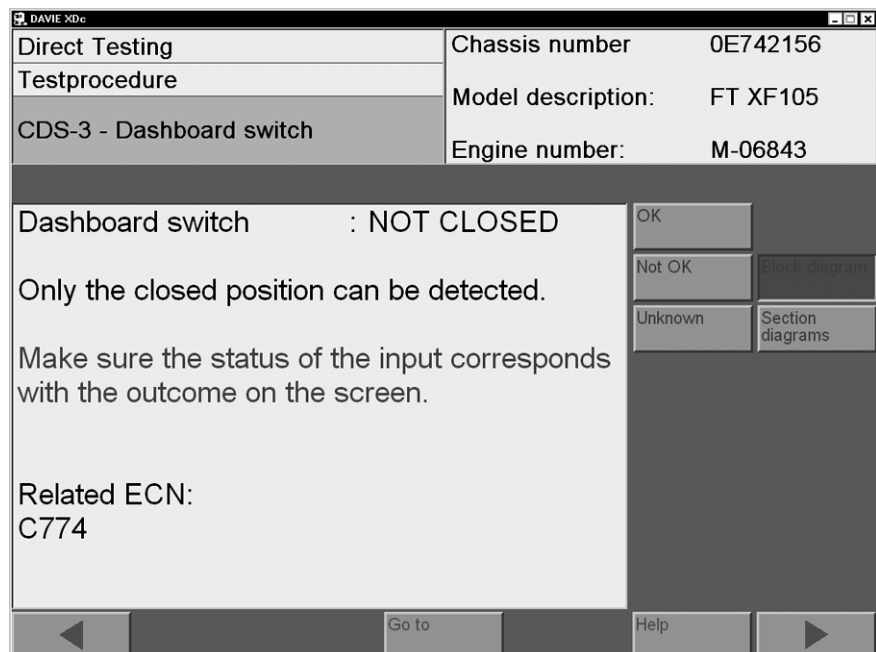 DAVIE XDc
Direct Testing
Testprocedure
CDS-3 - Dashboard switch
Chassis number 0E742156
Model description: FT XF105
Engine number: M-06843
Dashboard switch : NOT CLOSED
Only the closed position can be detected.
Make sure the status of the input corresponds
with the outcome on the screen.
Related ECN:
C774
OK
Not OK
Block diagram
Unknown
Section
diagrams
Go to
Help